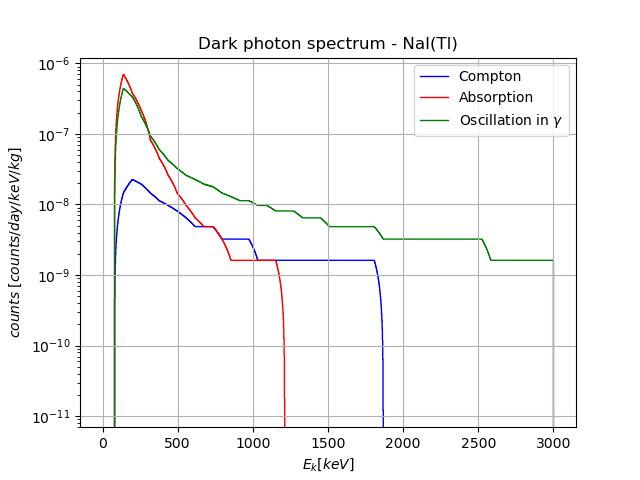 Dark photon spectrum - NaI(Tl)
10⁻⁶
10⁻⁷
10⁻⁸
10⁻⁹
10⁻¹⁰
10⁻¹¹
counts [counts/day/keV/kg]
Compton
Absorption
Oscillation in γ
0 500 1000 1500 2000 2500 3000
E_k[keV]